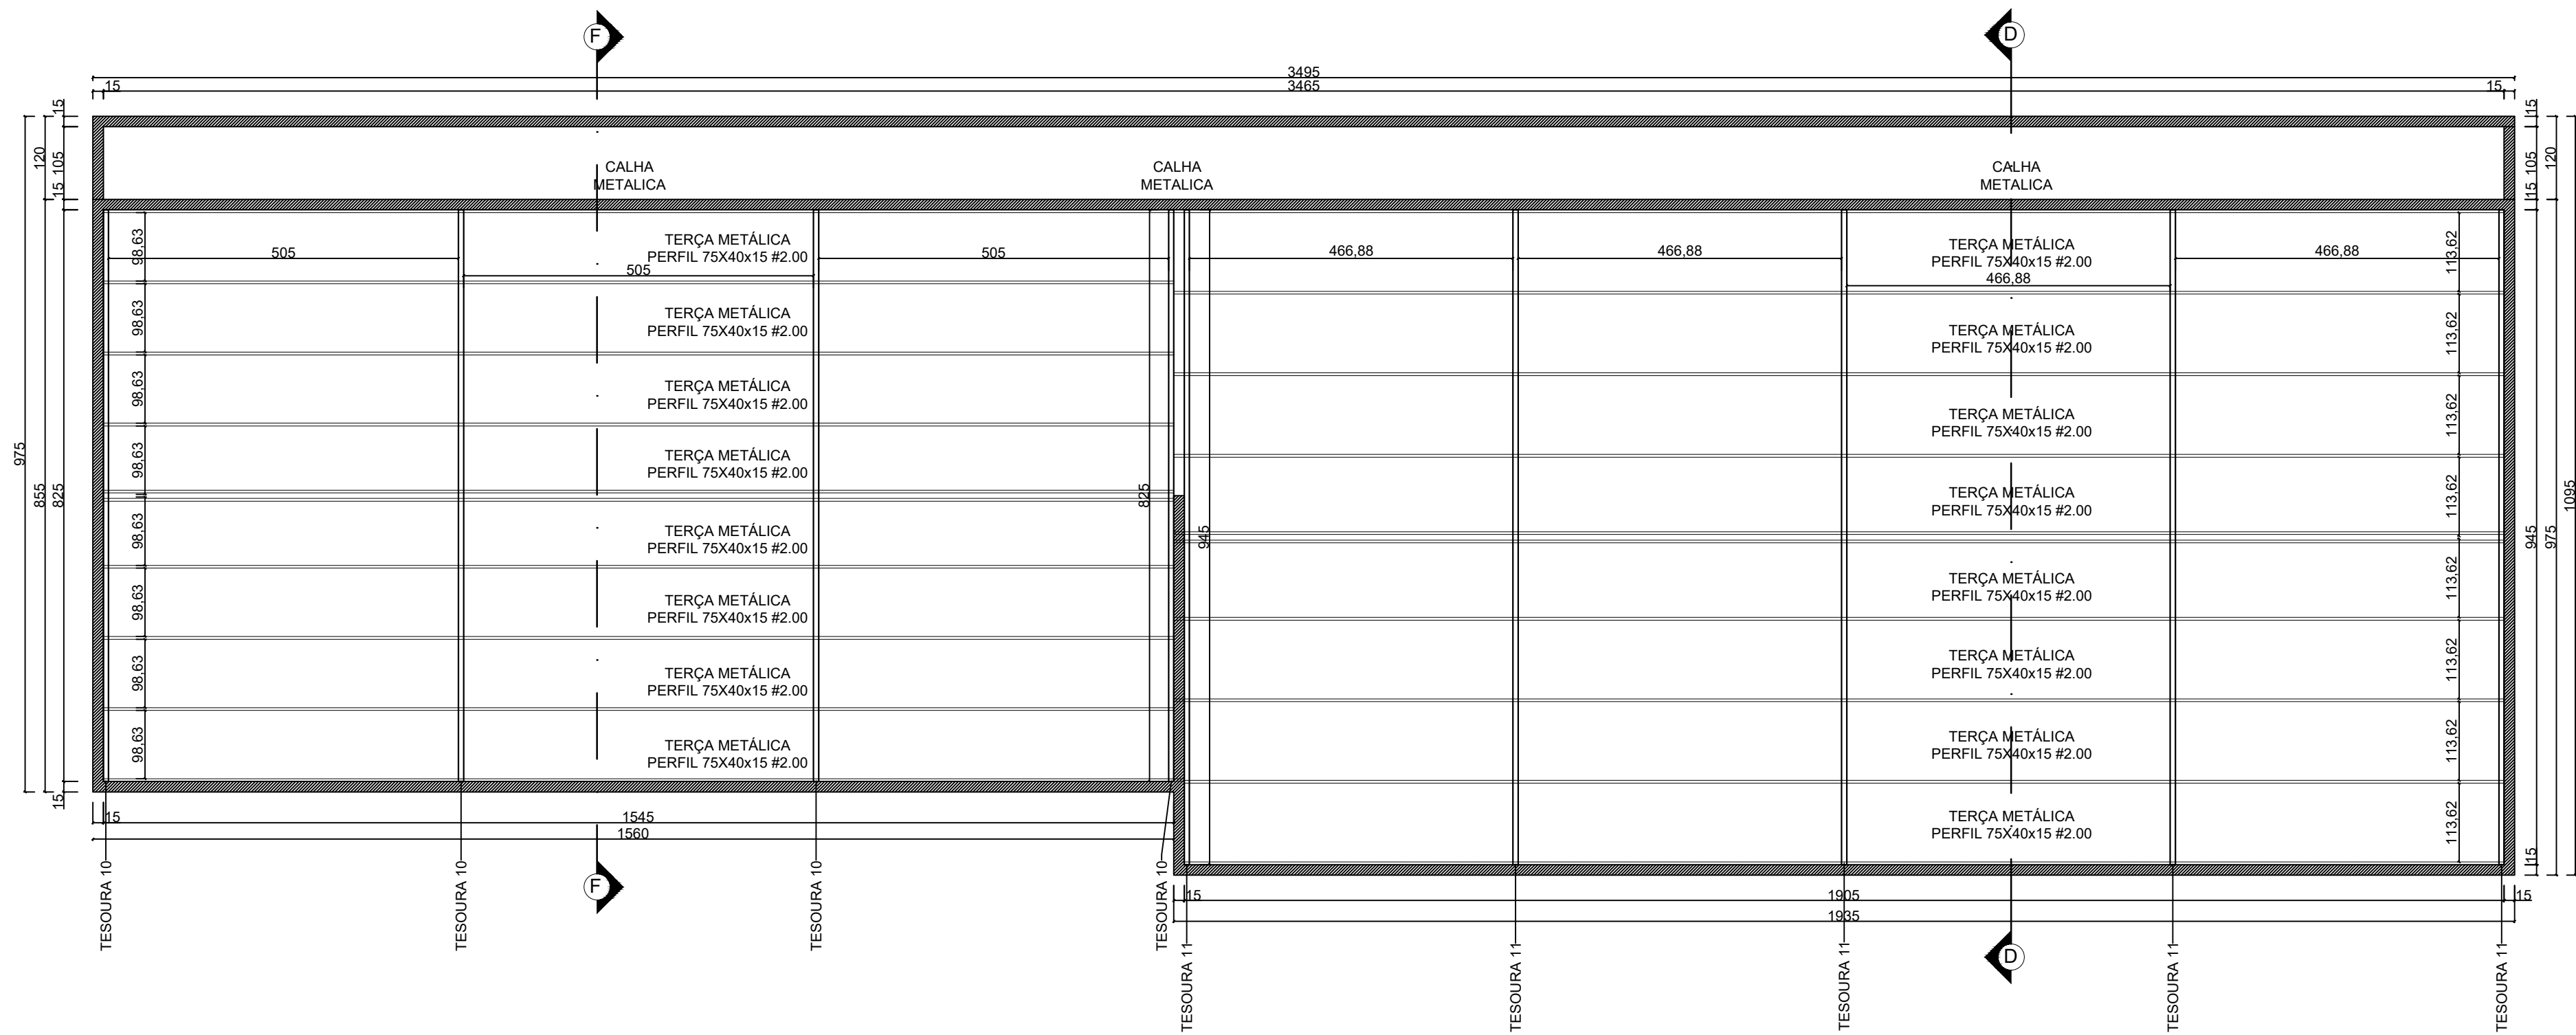 F
D
3495
15
3465
15
15
15
CALHA
METALICA
CALHA
METALICA
CALHA
METALICA
120
105
15
105
120
15
98,63
505
TERÇA METÁLICA
PERFIL 75X40x15 #2.00
505
505
466,88
466,88
TERÇA METÁLICA
PERFIL 75X40x15 #2.00
466,88
466,88
113,62
98,63
TERÇA METÁLICA
PERFIL 75X40x15 #2.00
TERÇA METÁLICA
PERFIL 75X40x15 #2.00
113,62
98,63
TERÇA METÁLICA
PERFIL 75X40x15 #2.00
TERÇA METÁLICA
PERFIL 75X40x15 #2.00
113,62
975
855
825
98,63
TERÇA METÁLICA
PERFIL 75X40x15 #2.00
825
TERÇA METÁLICA
PERFIL 75X40x15 #2.00
113,62
98,63
TERÇA METÁLICA
PERFIL 75X40x15 #2.00
945
TERÇA METÁLICA
PERFIL 75X40x15 #2.00
113,62
945
975
1095
98,63
TERÇA METÁLICA
PERFIL 75X40x15 #2.00
TERÇA METÁLICA
PERFIL 75X40x15 #2.00
113,62
98,63
TERÇA METÁLICA
PERFIL 75X40x15 #2.00
TERÇA METÁLICA
PERFIL 75X40x15 #2.00
113,62
98,63
TERÇA METÁLICA
PERFIL 75X40x15 #2.00
TERÇA METÁLICA
PERFIL 75X40x15 #2.00
113,62
15
15
15
1545
1560
15
1905
15
1935
TESOURA 10
TESOURA 10
F
TESOURA 10
TESOURA 10
TESOURA 11
TESOURA 11
TESOURA 11
D
TESOURA 11
TESOURA 11